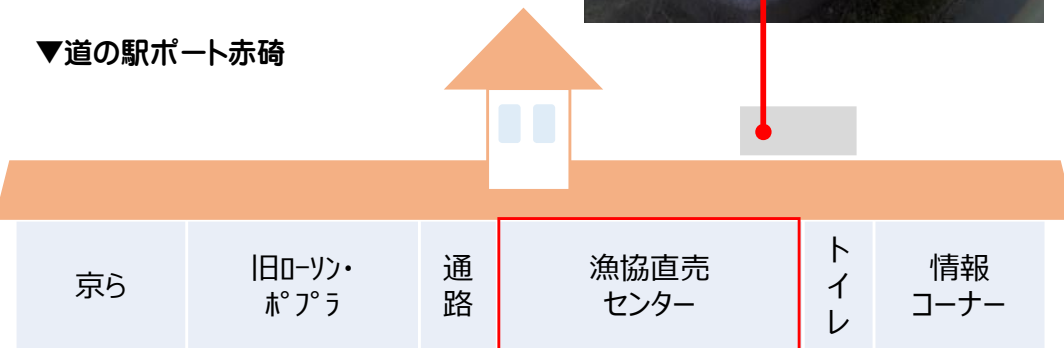 ▼道の駅ポート赤碕
京ら
旧ローソン・
ポプラ
通
路
漁協直売
センター
ト
イ
レ
情報
コーナー